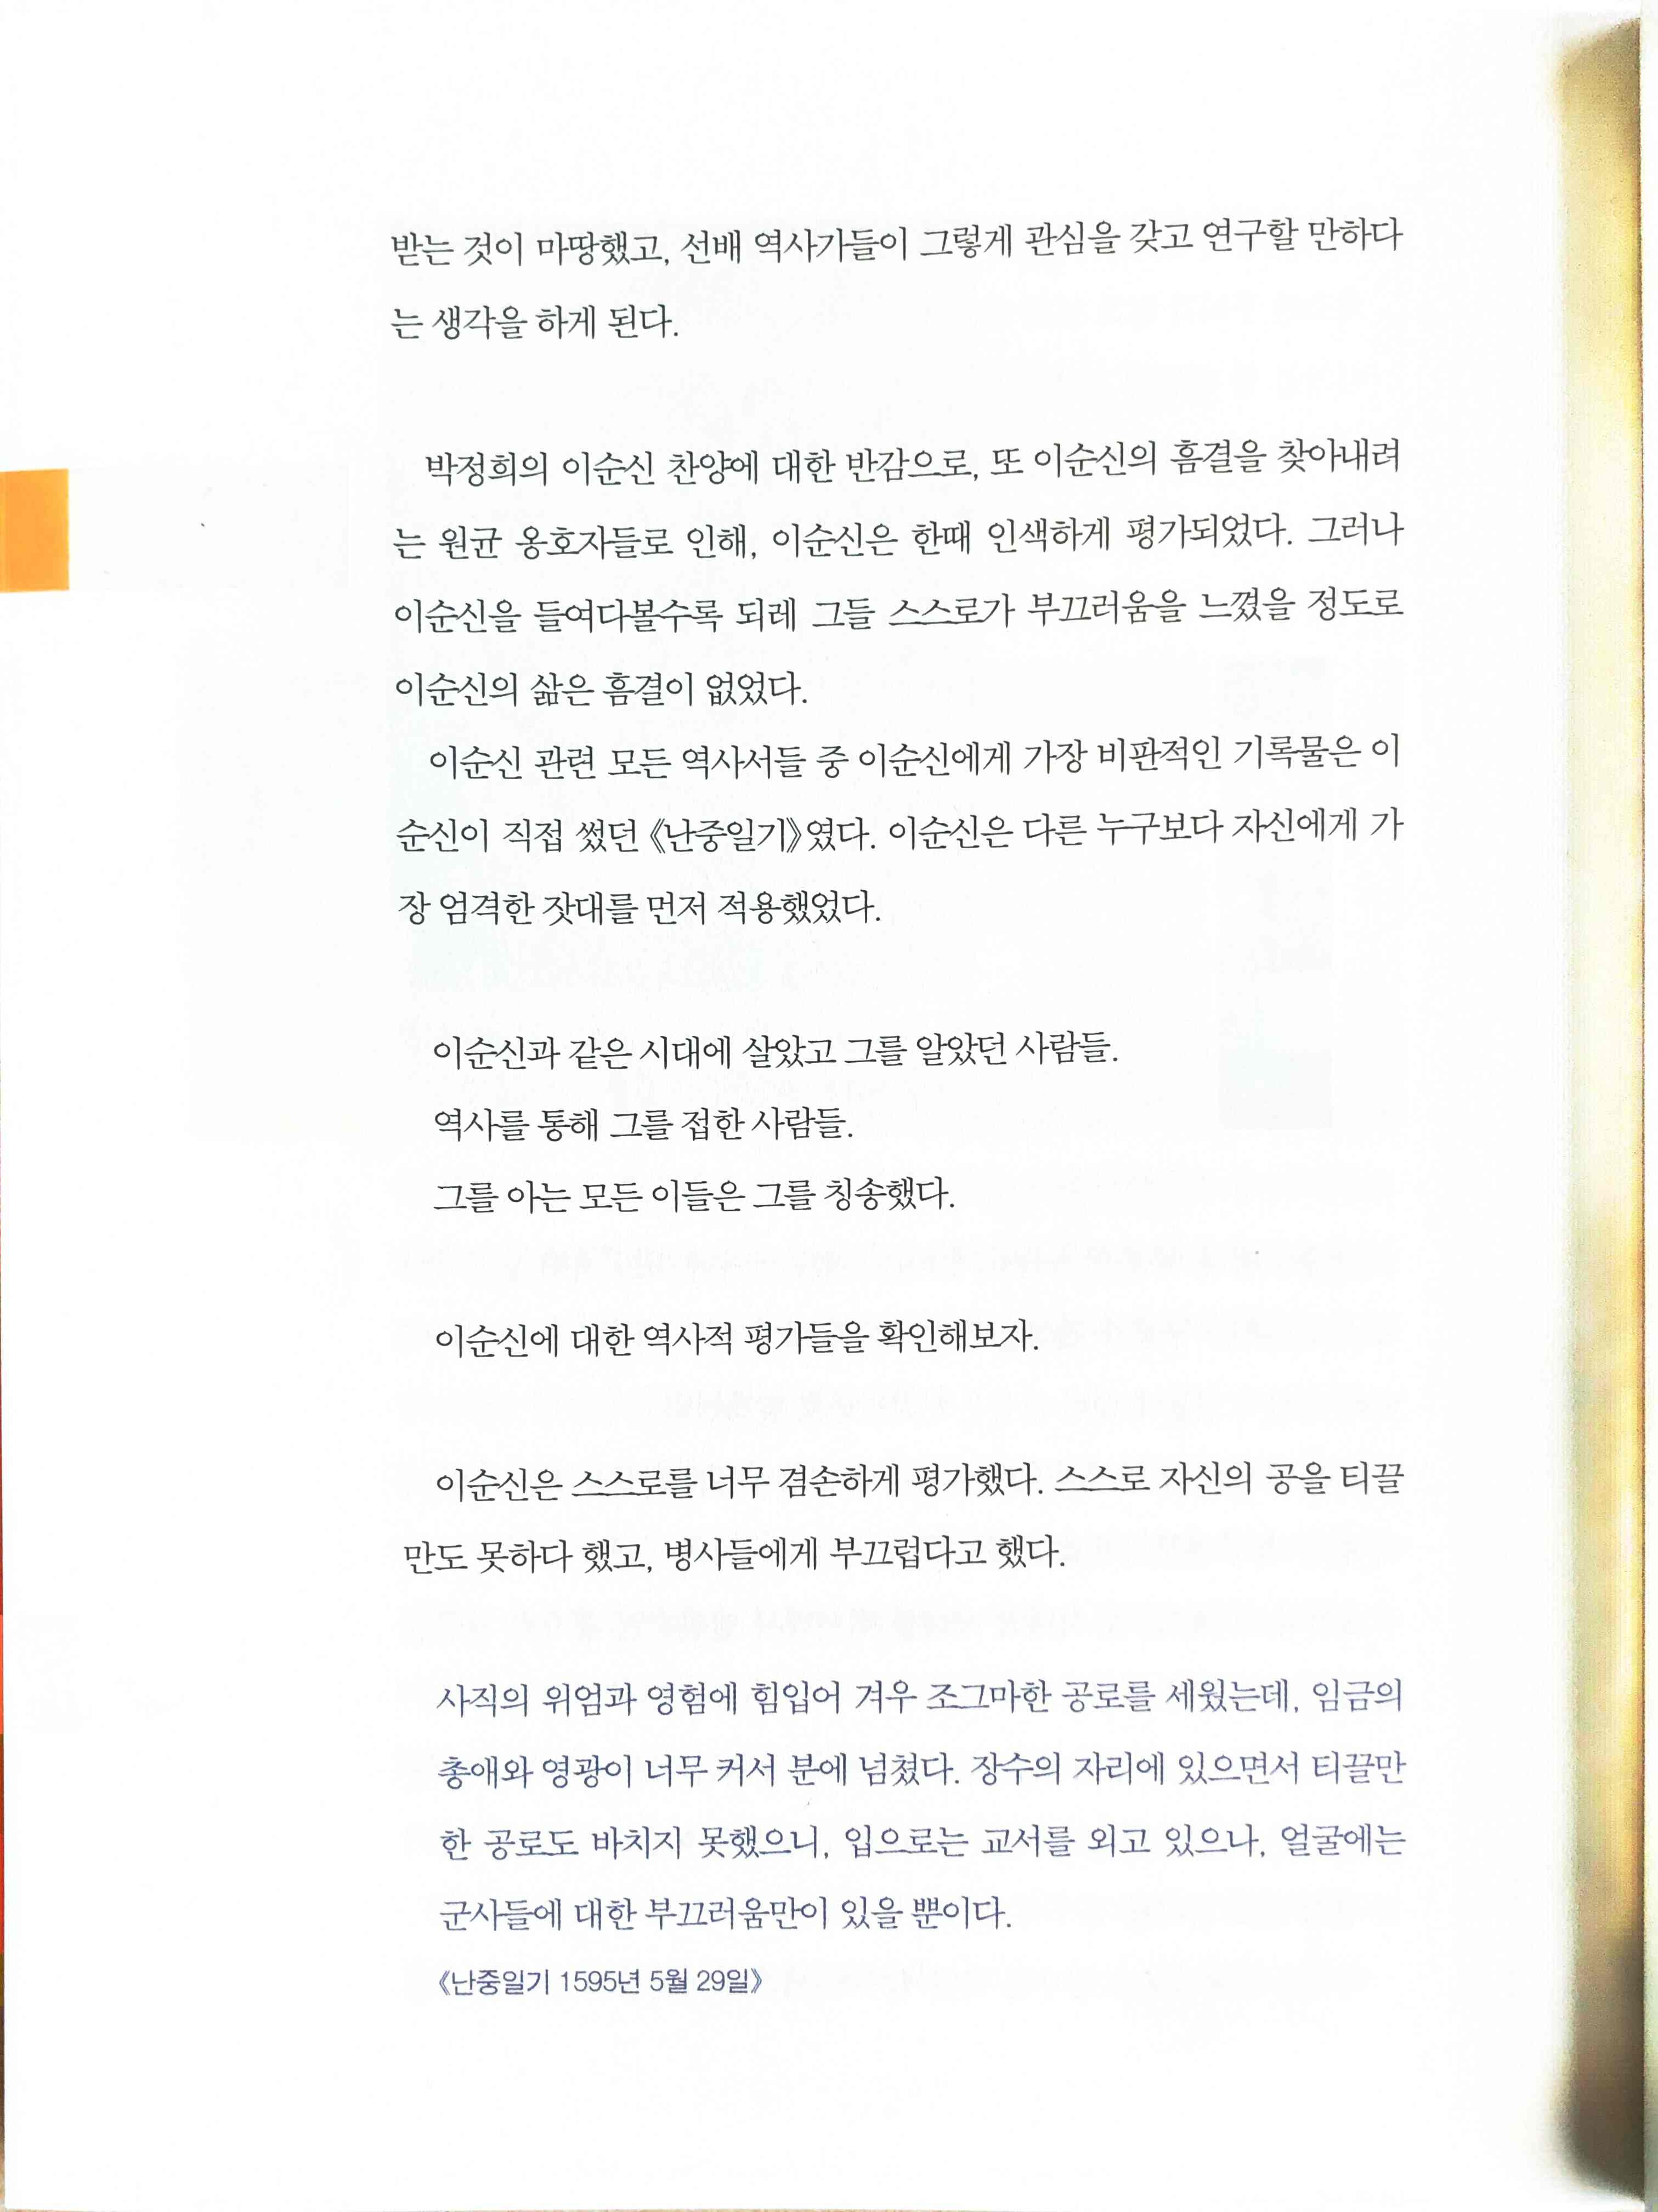 받는 것이 마땅했고, 선배 역사가들이 그렇게 관심을 갖고 연구할 만하다
는 생각을 하게 된다.
박정희의 이순신 찬양에 대한 반감으로, 또 이순신의 흠결을 찾아내려
는 원균 옹호자들로 인해, 이순신은 한때 인색하게 평가되었다. 그러나
이순신을 들여다볼수록 되레 그들 스스로가 부끄러움을 느꼈을 정도로
이순신의 삶은 흠결이 없었다.
이순신 관련 모든 역사서들 중 이순신에게 가장 비판적인 기록물은 이
순신이 직접 썼던 《난중일기》였다. 이순신은 다른 누구보다 자신에게 가
장 엄격한 잣대를 먼저 적용했었다.
이순신과 같은 시대에 살았고 그를 알았던 사람들.
역사를 통해 그를 접한 사람들.
그를 아는 모든 이들은 그를 칭송했다.
이순신에 대한 역사적 평가들을 확인해보자.
이순신은 스스로를 너무 겸손하게 평가했다. 스스로 자신의 공을 티끌
만도 못하다 했고, 병사들에게 부끄럽다고 했다.
사직의 위엄과 영험에 힘입어 겨우 조그마한 공로를 세웠는데, 임금의
총애와 영광이 너무 커서 분에 넘쳤다. 장수의 자리에 있으면서 티끌만
한 공로도 바치지 못했으니, 입으로는 교서를 외고 있으나, 얼굴에는
군사들에 대한 부끄러움만이 있을 뿐이다.
《난중일기 1595년 5월 29일》